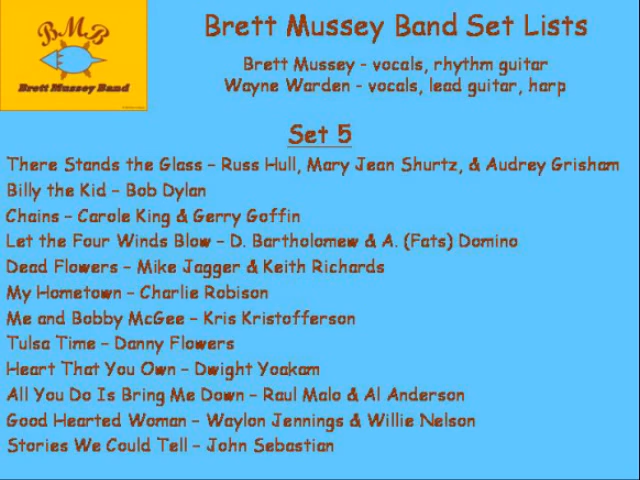 BMB
Brett Mussey Band
Brett Mussey Band Set Lists
Brett Mussey - vocals, rhythm guitar
Wayne Warden - vocals, lead guitar, harp
Set 5
There Stands the Glass – Russ Hull, Mary Jean Shurtz, & Audrey Grisham
Billy the Kid – Bob Dylan
Chains – Carole King & Gerry Goffin
Let the Four Winds Blow – D. Bartholomew & A. (Fats) Domino
Dead Flowers – Mike Jagger & Keith Richards
My Hometown – Charlie Robison
Me and Bobby McGee – Kris Kristofferson
Tulsa Time – Danny Flowers
Heart That You Own – Dwight Yoakam
All You Do Is Bring Me Down – Raul Malo & Al Anderson
Good Hearted Woman – Waylon Jennings & Willie Nelson
Stories We Could Tell – John Sebastian